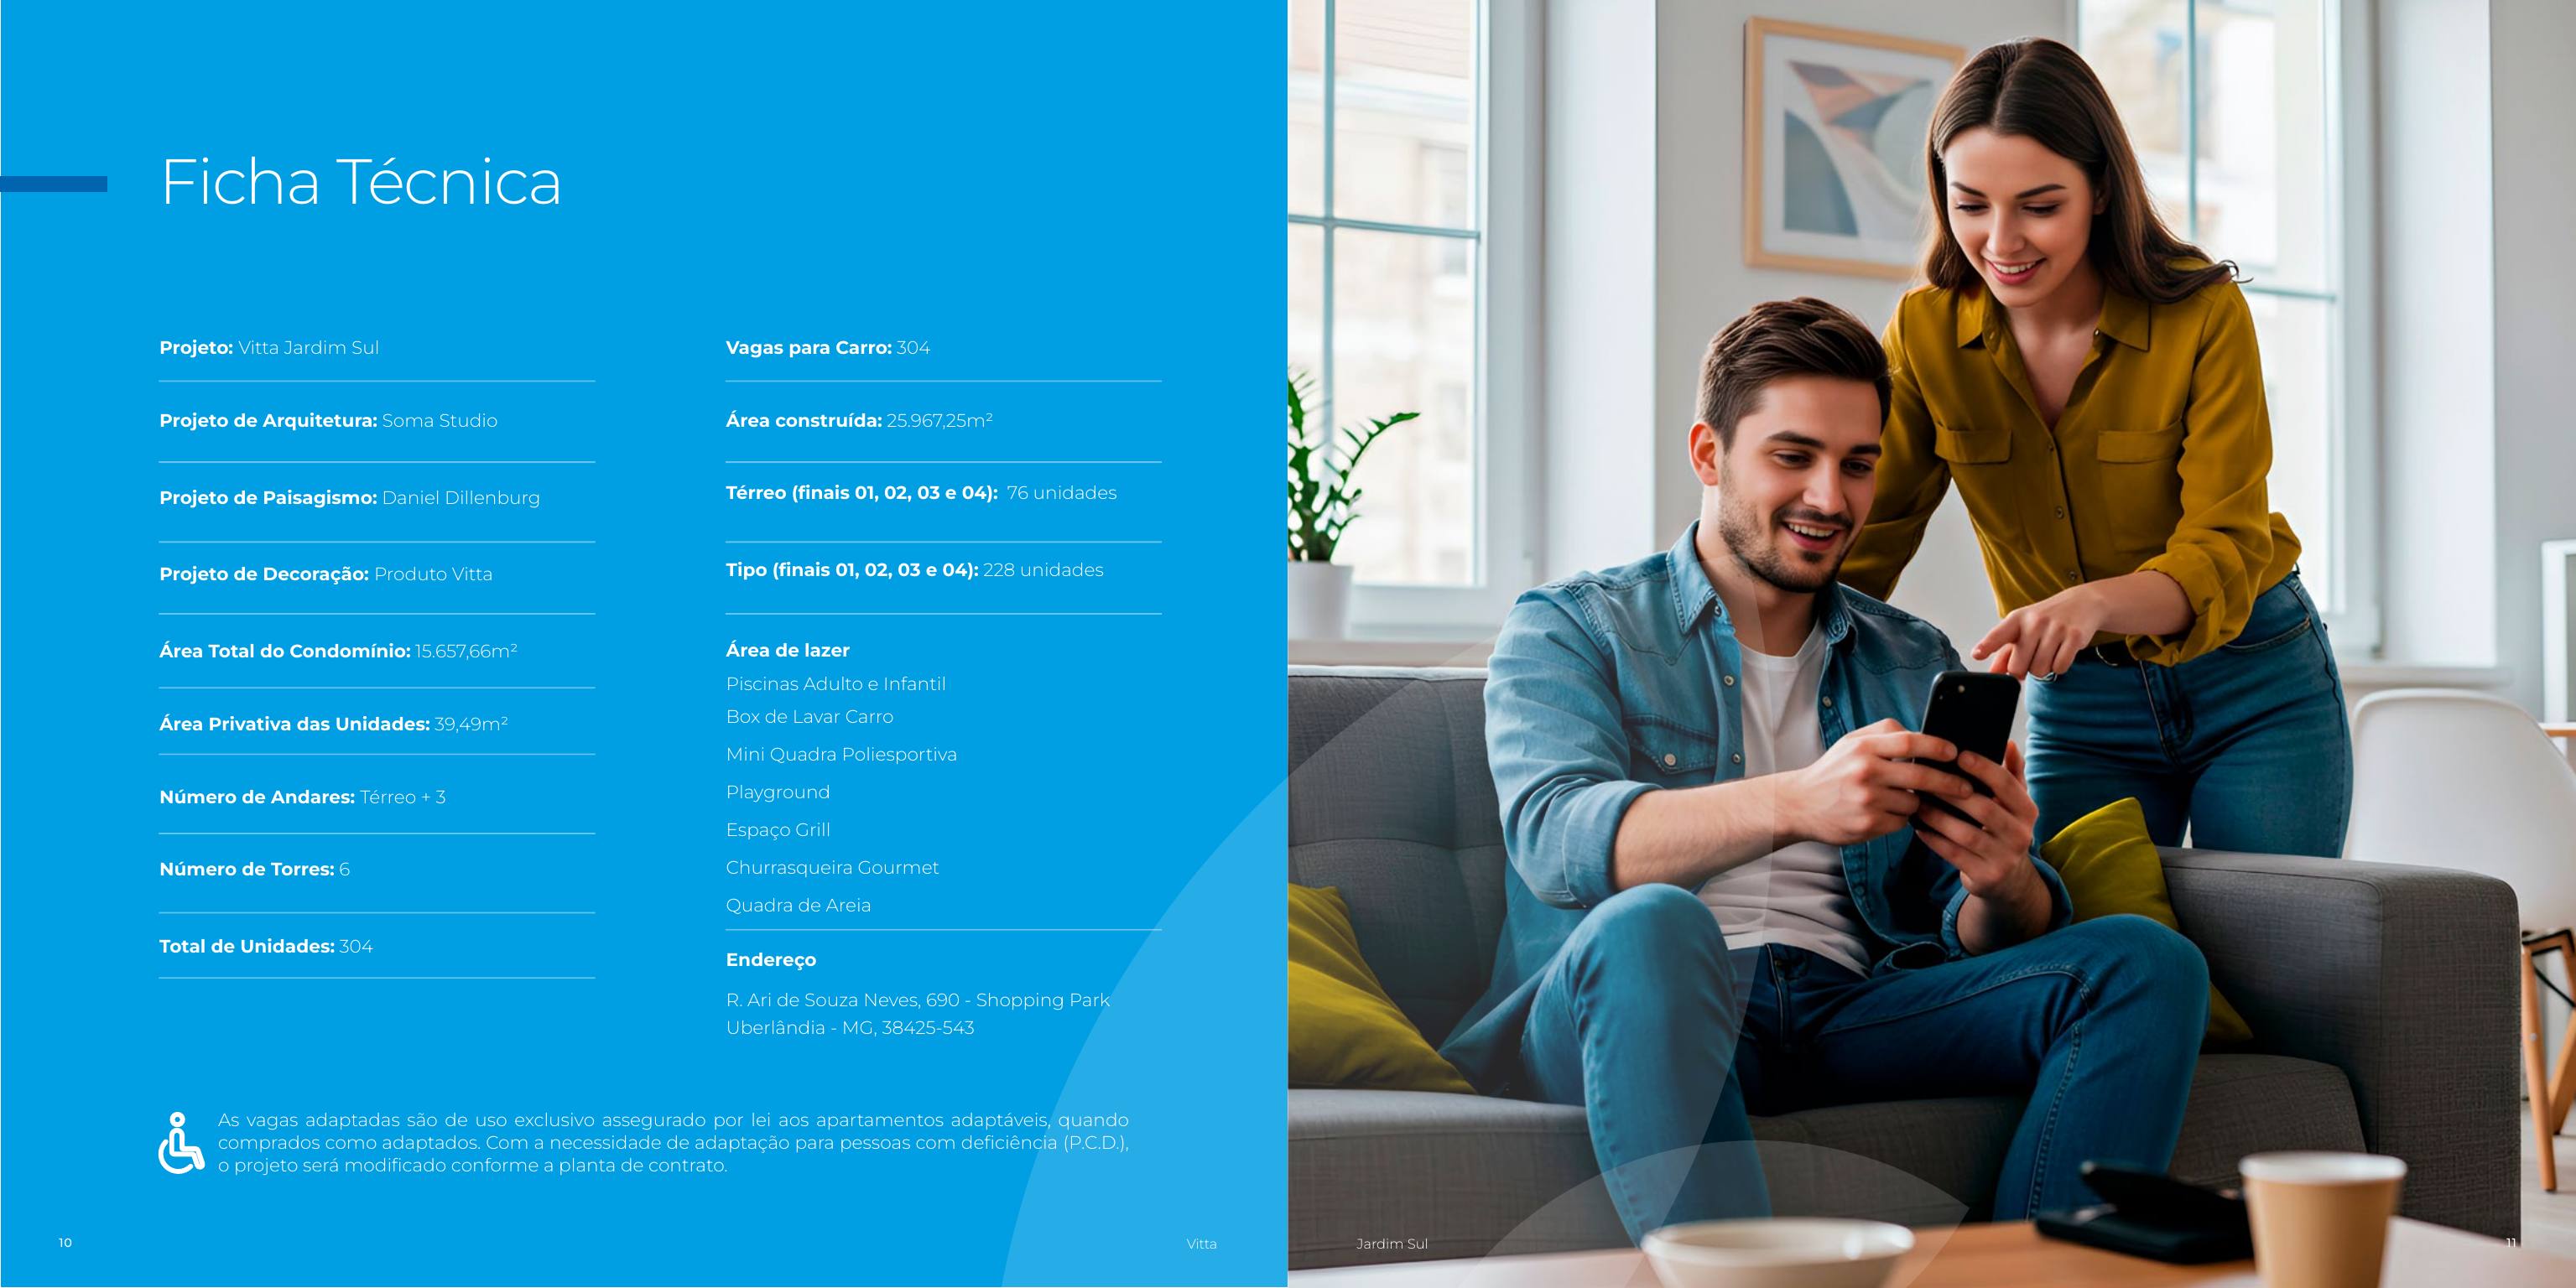 Ficha Técnica
Projeto: Vitta Jardim Sul
Projeto de Arquitetura: Soma Studio
Projeto de Paisagismo: Daniel Dillenburg
Projeto de Decoração: Produto Vitta
Área Total do Condomínio: 15.657,66m²
Área Privativa das Unidades: 39,49m²
Número de Andares: Térreo + 3
Número de Torres: 6
Total de Unidades: 304
Vagas para Carro: 304
Área construída: 25.967,25m²
Térreo (finais 01, 02, 03 e 04): 76 unidades
Tipo (finais 01, 02, 03 e 04): 228 unidades
Área de lazer
Piscinas Adulto e Infantil
Box de Lavar Carro
Mini Quadra Poliesportiva
Playground
Espaço Grill
Churrasqueira Gourmet
Quadra de Areia
Endereço
R. Ari de Souza Neves, 690 - Shopping Park
Uberlândia - MG, 38425-543
As vagas adaptadas são de uso exclusivo assegurado por lei aos apartamentos adaptáveis, quando
comprados como adaptados. Com a necessidade de adaptação para pessoas com deficiência (P.C.D.),
o projeto será modificado conforme a planta de contrato.
10
Vitta
Jardim Sul
11